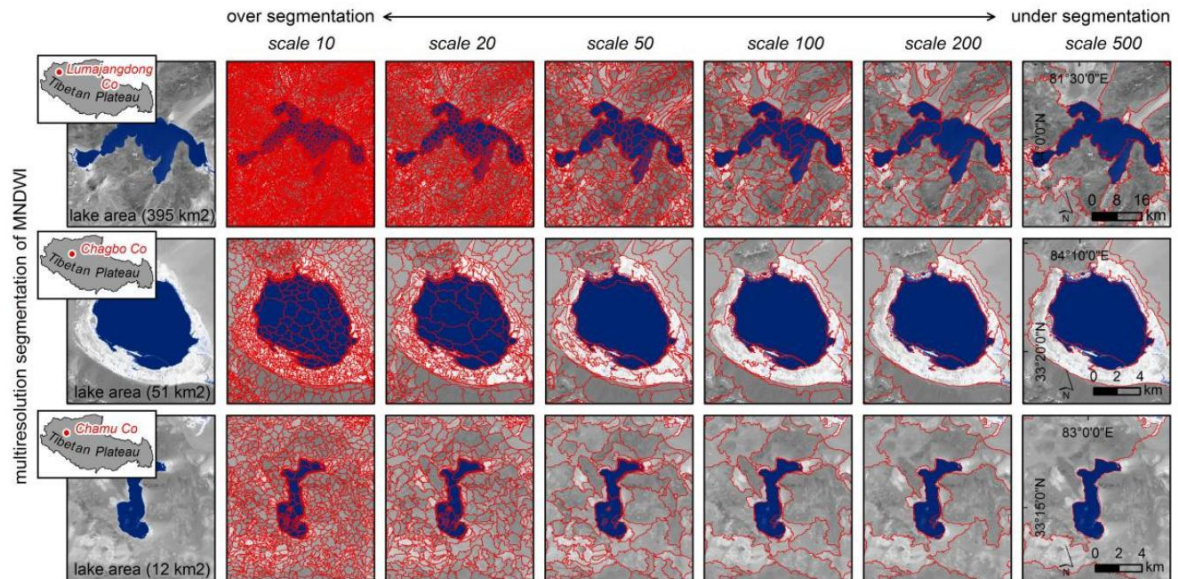 over segmentation
under segmentation
scale 10
scale 20
scale 50
scale 100
scale 200
scale 500
multiresolution segmentation of MNDWI
Lumajangdong
Co
Tibetan Plateau
lake area (395 km2)
81°30'0"E
0'0"N
N
0 8 16
km
Chagbo Co
Tibetan Plateau
lake area (51 km2)
84°10'0"E
33°20'0"N
N
0 2 4
km
Chamu Co
Tibetan Plateau
lake area (12 km2)
83°0'0"E
33°15'0"N
N
0 2 4
km